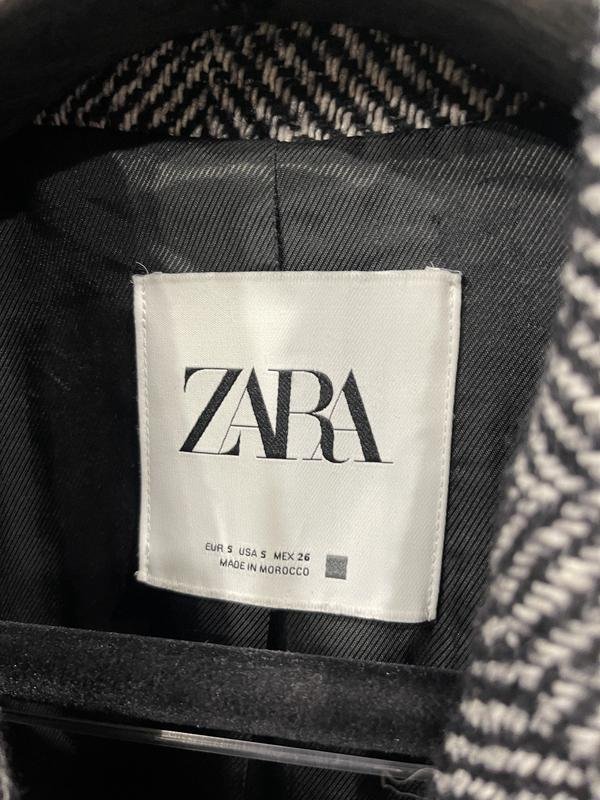 ZARA
EUR S USA S MEX 26
MADE IN MOROCCO